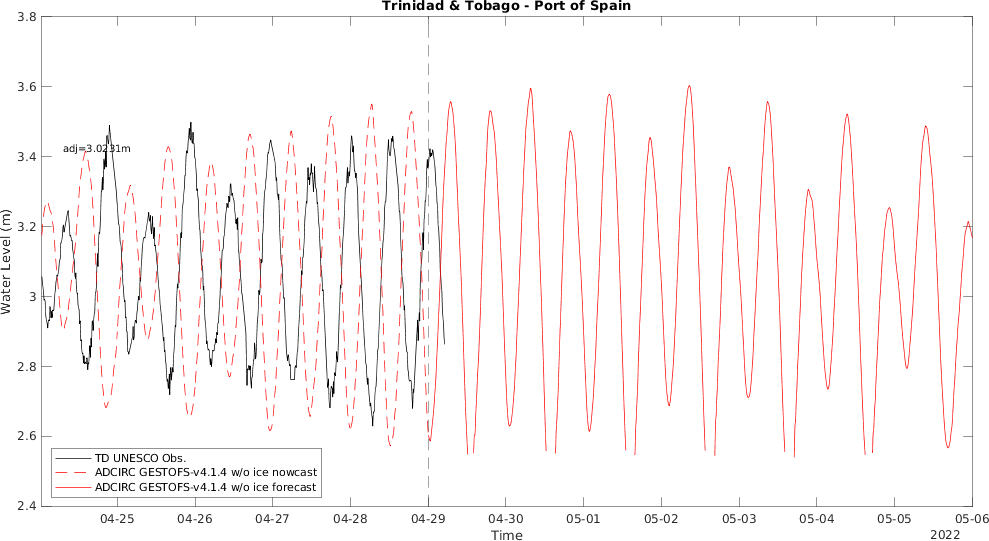 Trinidad & Tobago - Port of Spain
3.8
3.6
3.4
3.2
3
2.8
2.6
2.4
Water Level (m)
adj=3.0231m
TD UNESCO Obs.
ADCIRC GESTOFS-v4.1.4 w/o ice nowcast
ADCIRC GESTOFS-v4.1.4 w/o ice forecast
04-25 04-26 04-27 04-28 04-29 04-30 05-01 05-02 05-03 05-04 05-05 05-06
Time
2022